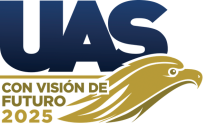 UAS
CON VISIÓN DE
FUTURO
2025